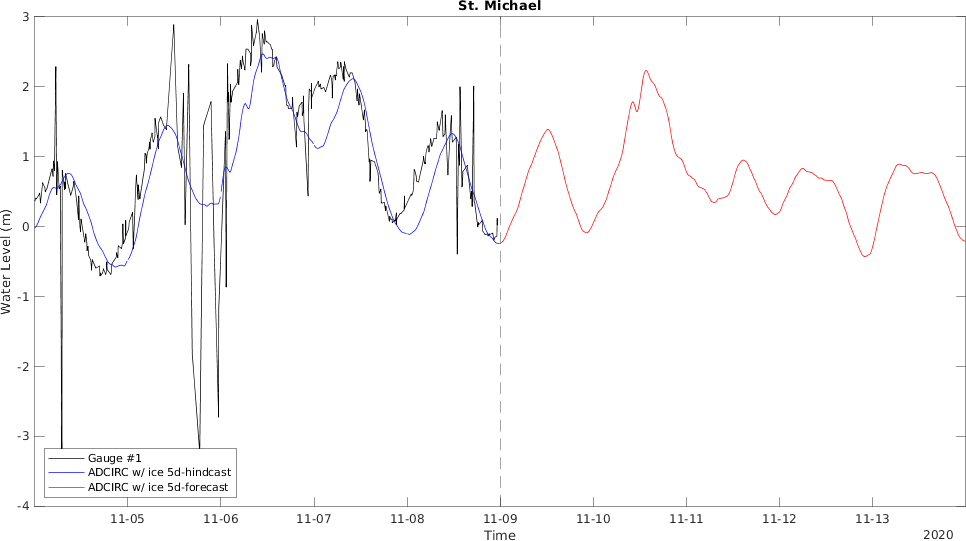 St. Michael
3
2
1
0
-1
-2
-3
-4
Water Level (m)
Gauge #1
ADCIRC w/ ice 5d-hindcast
ADCIRC w/ ice 5d-forecast
11-05 11-06 11-07 11-08 11-09 11-10 11-11 11-12 11-13
Time
2020